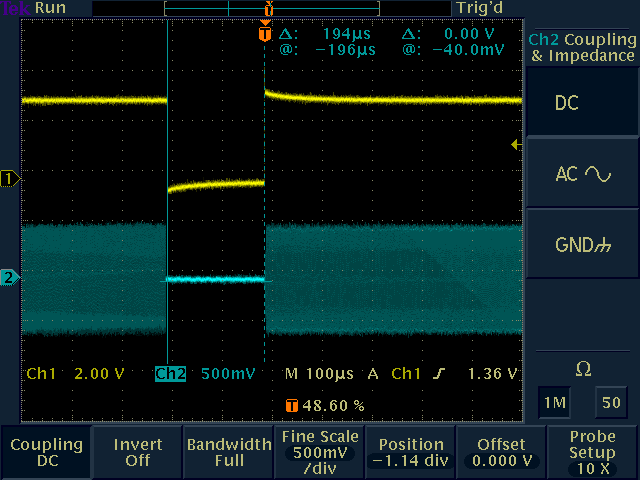 Tek Run Trig'd
T
T
Δ: 194µs Δ: 0.00 V
@: −196µs @: −40.0mV
Ch2 Coupling
& Impedance
DC
AC
GND
1
2
Ch1 2.00 V Ch2 500mV M 100µs A Ch1 1.36 V
T 48.60 %
Ω
1M 50
Coupling
DC
Invert
Off
Bandwidth
Full
Fine Scale
500mV
/div
Position
−1.14 div
Offset
0.000 V
Probe
Setup
10 X